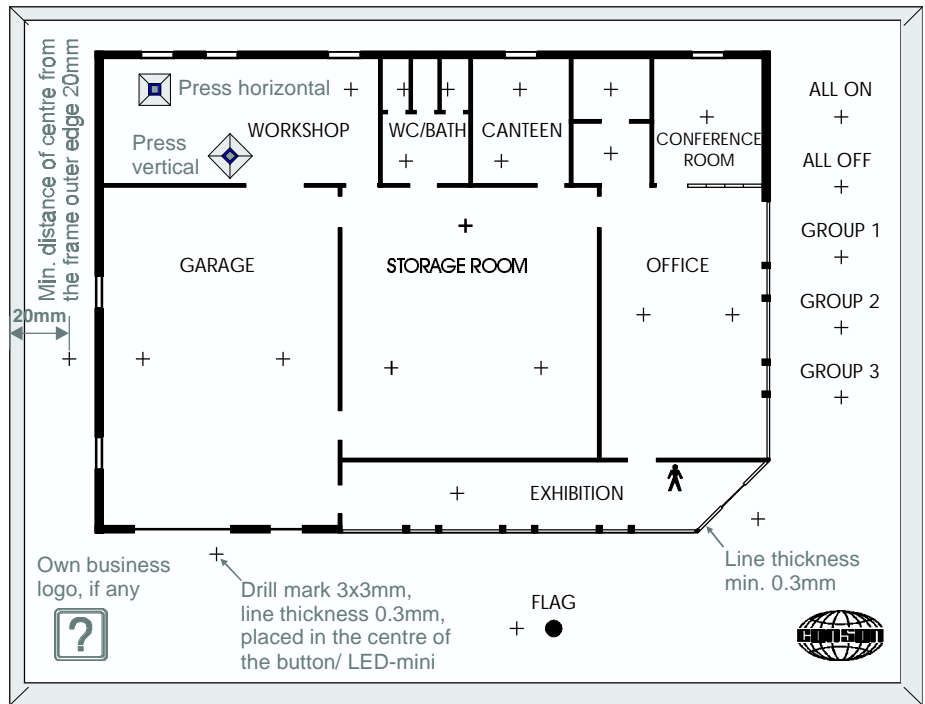 Min. distance of centre from
the frame outer edge 20mm
20mm
Press horizontal
Press
vertical
WORKSHOP
WC/BATH
CANTEEN
CONFERENCE
ROOM
GARAGE
STORAGE ROOM
OFFICE
EXHIBITION
ALL ON
ALL OFF
GROUP 1
GROUP 2
GROUP 3
Own business
logo, if any
?
Drill mark 3x3mm,
line thickness 0.3mm,
placed in the centre of
the button/ LED-mini
FLAG
Line thickness
min. 0.3mm
conson